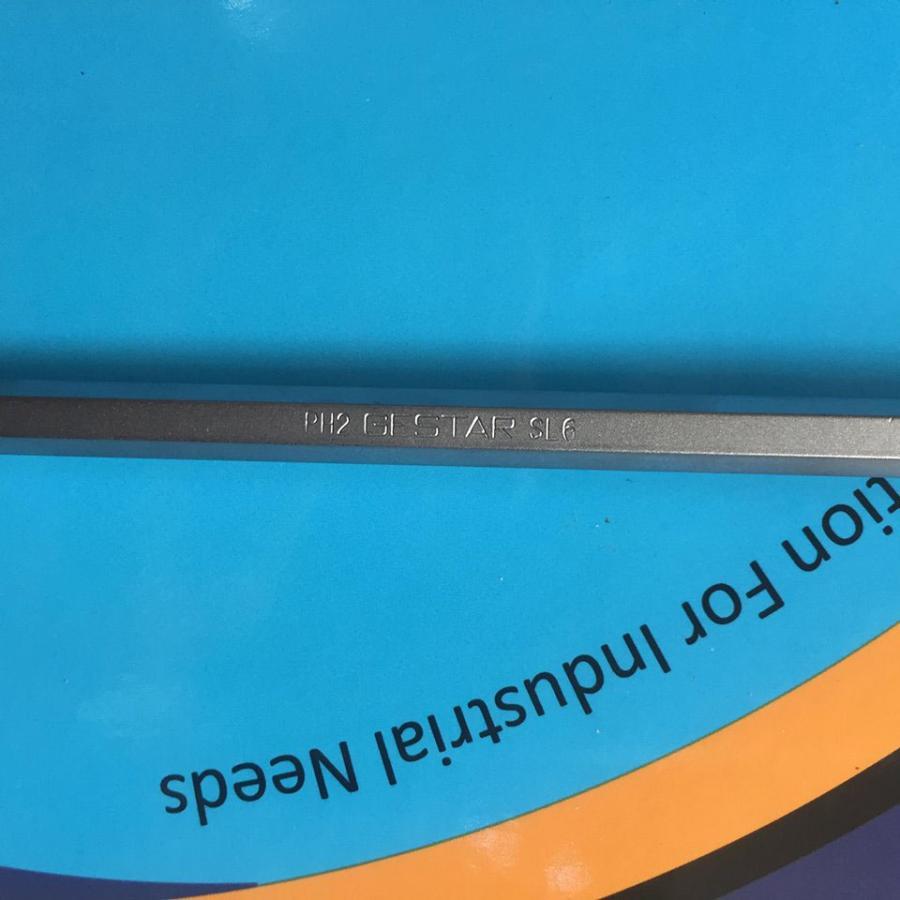 PH2 GESTAR SL6
tion For Industrial Needs